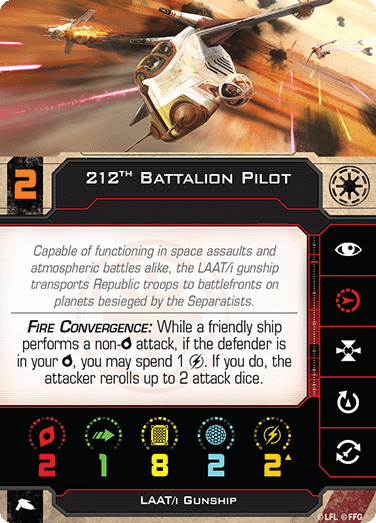 2
212TH BATTALION PILOT
Capable of functioning in space assaults and
atmospheric battles alike, the LAAT/i gunship
transports Republic troops to battlefronts on
planets besieged by the Separatists.
FIRE CONVERGENCE: While a friendly ship
performs a non- attack, if the defender is
in your , you may spend 1 . If you do, the
attacker rerolls up to 2 attack dice.
2 1 8 2 2
LAAT/I GUNSHIP
© LFL © FFG